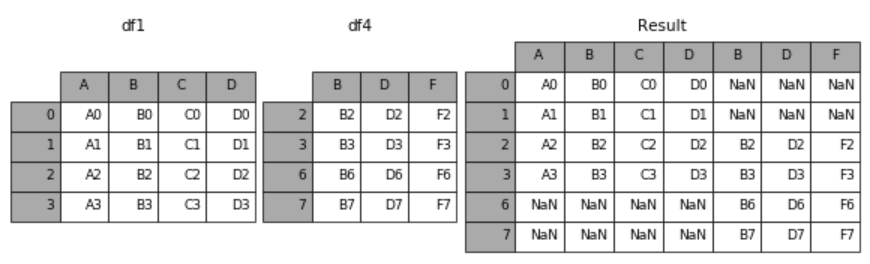 df1 df4 Result
A B C D B D F
A B C D B D F
0 A0 B0 C0 D0 NaN NaN NaN
0 A0 B0 C0 D0 2 B2 D2 F2 1 A1 B1 C1 D1 NaN NaN NaN
1 A1 B1 C1 D1 3 B3 D3 F3 2 A2 B2 C2 D2 B2 D2 F2
2 A2 B2 C2 D2 6 B6 D6 F6 3 A3 B3 C3 D3 B3 D3 F3
3 A3 B3 C3 D3 7 B7 D7 F7 6 NaN NaN NaN NaN B6 D6 F6
7 NaN NaN NaN NaN B7 D7 F7